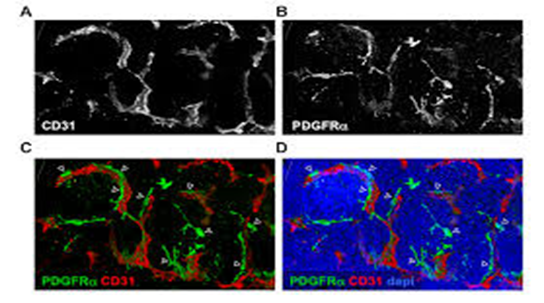 A
B
CD31
PDGFRα
C
D
PDGFRα CD31
PDGFRα CD31 dapi